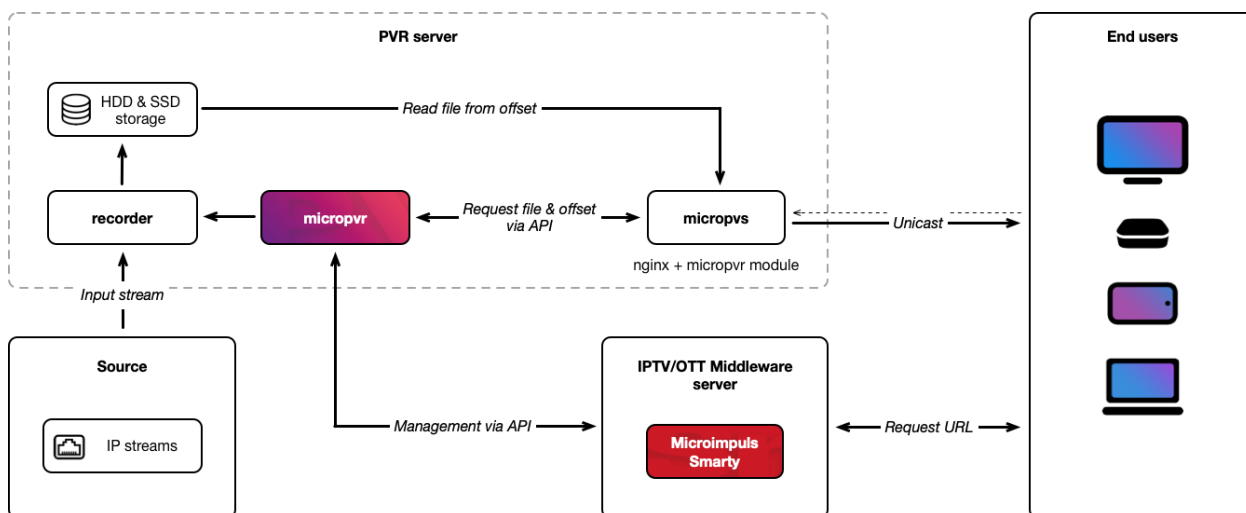 PVR server
End users
HDD & SSD
storage
Read file from offset
recorder
micropvr
Request file & offset
via API
micropvs
Unicast
nginx + micropvr module
Input stream
Source
IPTV/OTT Middleware
server
Management via API
Request URL
IP streams
Microimpuls
Smarty